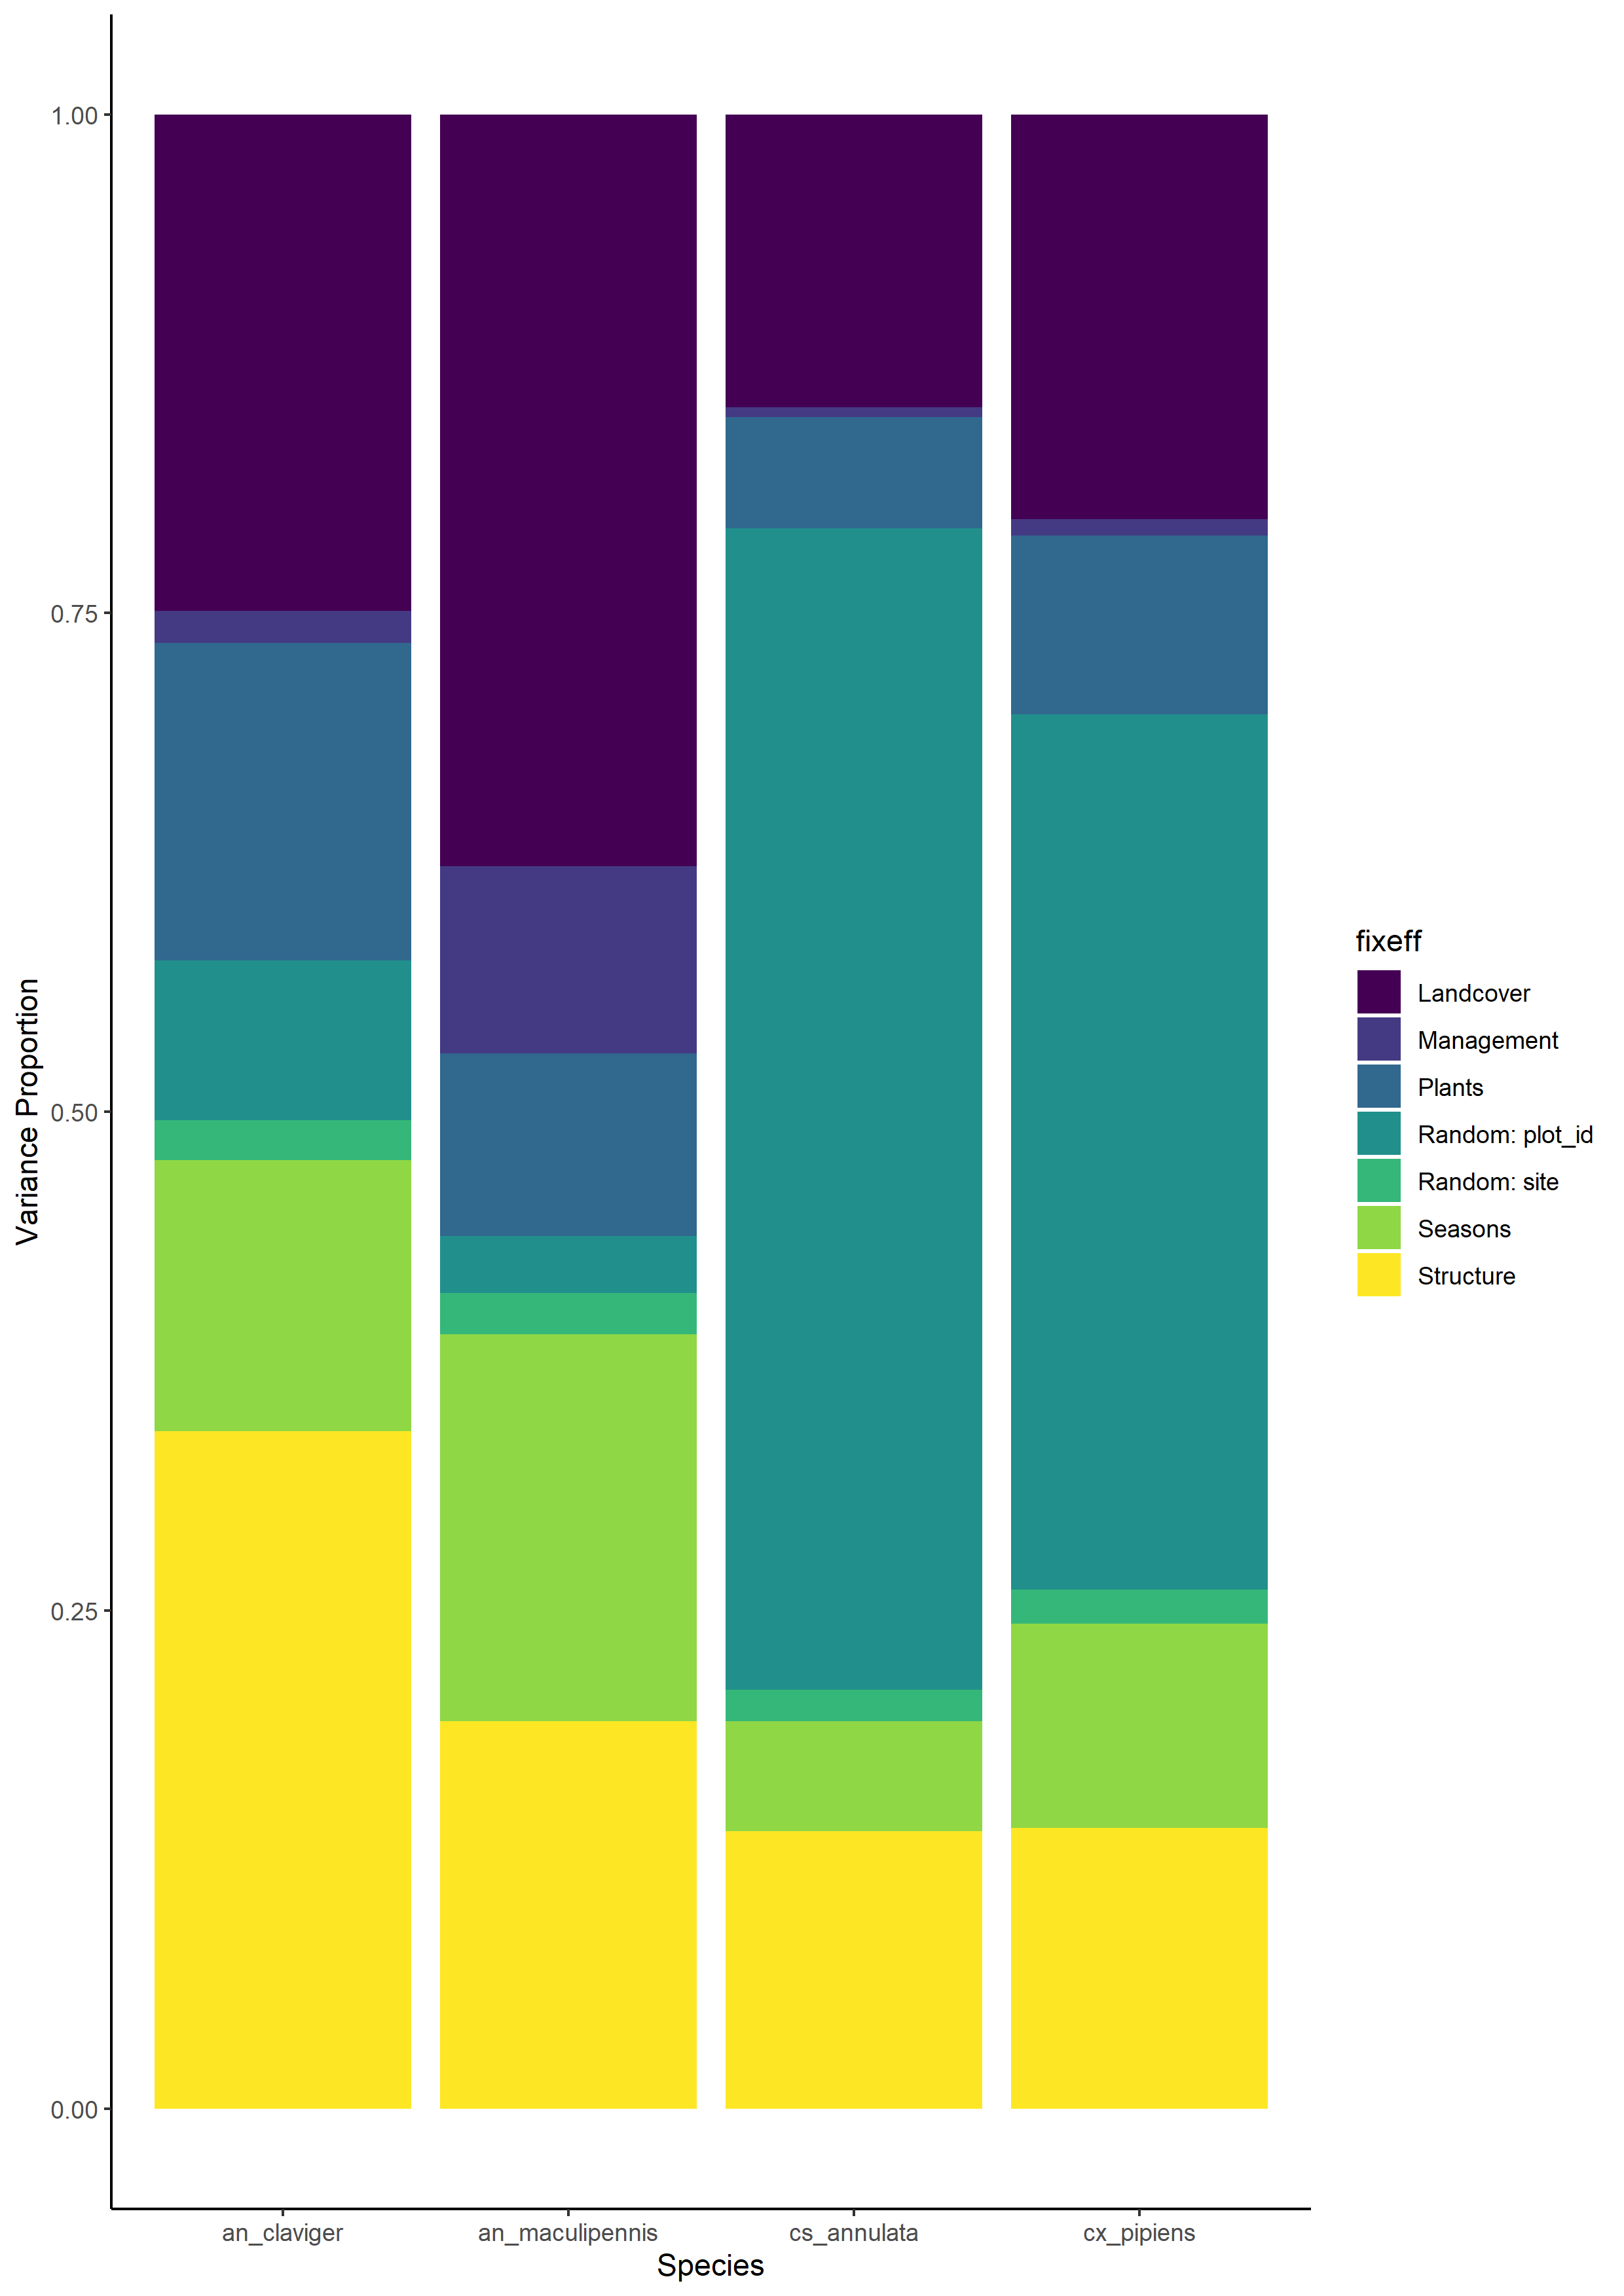 Variance Proportion
1.00
0.75
0.50
0.25
0.00
an_claviger
an_maculipennis
cs_annulata
cx_pipiens
Species
fixeff
Landcover
Management
Plants
Random: plot_id
Random: site
Seasons
Structure